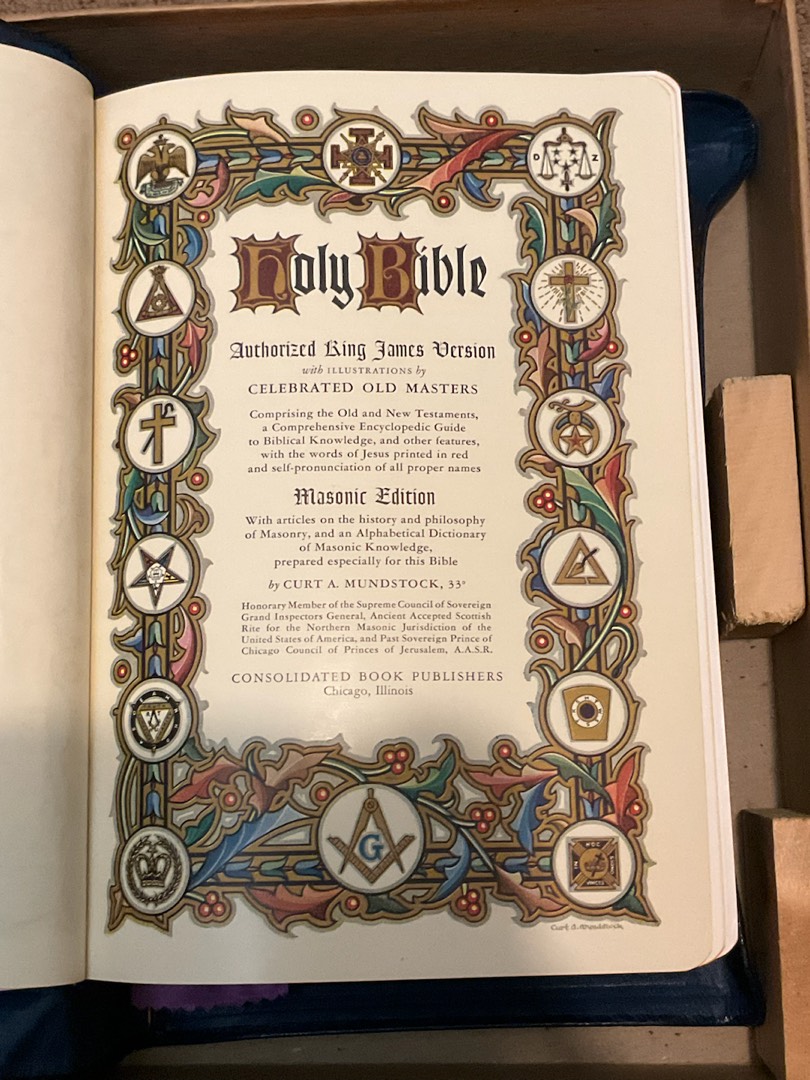 D Z
Holy Bible
Authorized King James Version
with ILLUSTRATIONS by
CELEBRATED OLD MASTERS
Comprising the Old and New Testaments,
a Comprehensive Encyclopedic Guide
to Biblical Knowledge, and other features,
with the words of Jesus printed in red
and self-pronunciation of all proper names
Masonic Edition
With articles on the history and philosophy
of Masonry, and an Alphabetical Dictionary
of Masonic Knowledge,
prepared especially for this Bible
by CURT A. MUNDSTOCK, 33°
Honorary Member of the Supreme Council of Sovereign
Grand Inspectors General, Ancient Accepted Scottish
Rite for the Northern Masonic Jurisdiction of the
United States of America, and Past Sovereign Prince of
Chicago Council of Princes of Jerusalem, A.A.S.R.
CONSOLIDATED BOOK PUBLISHERS
Chicago, Illinois
G
Curt A. Mundstock